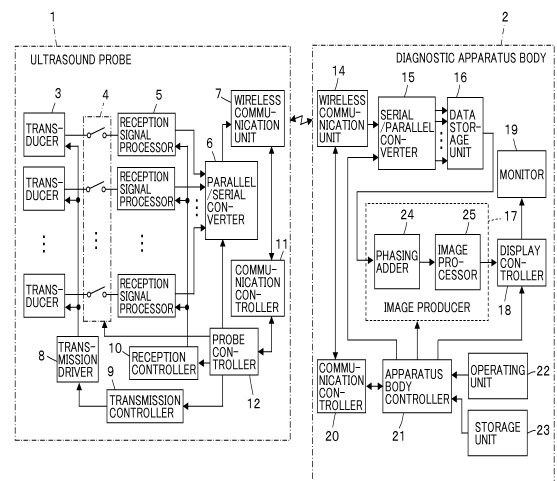 1
2
ULTRASOUND PROBE
DIAGNOSTIC APPARATUS BODY
3
4
5
7
14
15
16
TRANS-
DUCER
RECEPTION
SIGNAL
PROCESSOR
WIRELESS
COMMUNI-
CATION
UNIT
WIRELESS
COMMUNI-
CATION
UNIT
SERIAL
/PARALLEL
CON-
VERTER
DATA
STOR-
AGE
UNIT
6
19
PARALLEL
/SERIAL
CON-
VERTER
MONITOR
TRANS-
DUCER
RECEPTION
SIGNAL
PROCESSOR
24
25
17
11
PHASING
ADDER
IMAGE
PRO-
CESSOR
DISPLAY
CON-
TROLLER
18
IMAGE PRODUCER
TRANS-
DUCER
RECEPTION
SIGNAL
PROCESSOR
COMMUNI-
CATION
CON-
TROLLER
8
TRANS-
MISSION
DRIVER
10
RECEPTION
CONTROLLER
PROBE
CON-
TROLLER
12
9
TRANSMISSION
CONTROLLER
COMMUNI-
CATION
CON-
TROLLER
20
APPARATUS
BODY
CONTROLLER
21
OPERATING
UNIT
22
STORAGE
UNIT
23